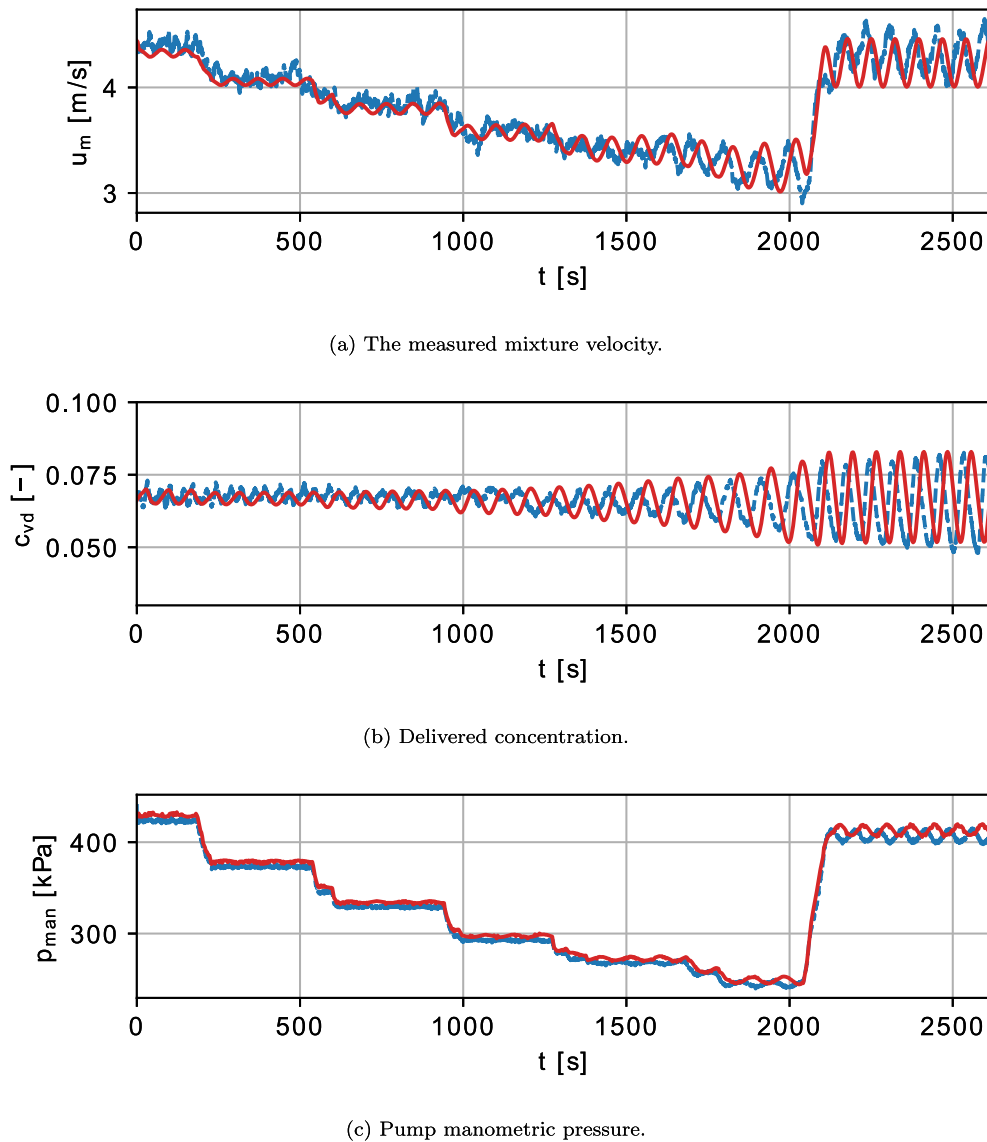 4
3
u_m [m/s]
0 500 1000 1500 2000 2500
t [s]
(a) The measured mixture velocity.
0.100
0.075
0.050
c_vd [-]
0 500 1000 1500 2000 2500
t [s]
(b) Delivered concentration.
400
300
p_man [kPa]
0 500 1000 1500 2000 2500
t [s]
(c) Pump manometric pressure.